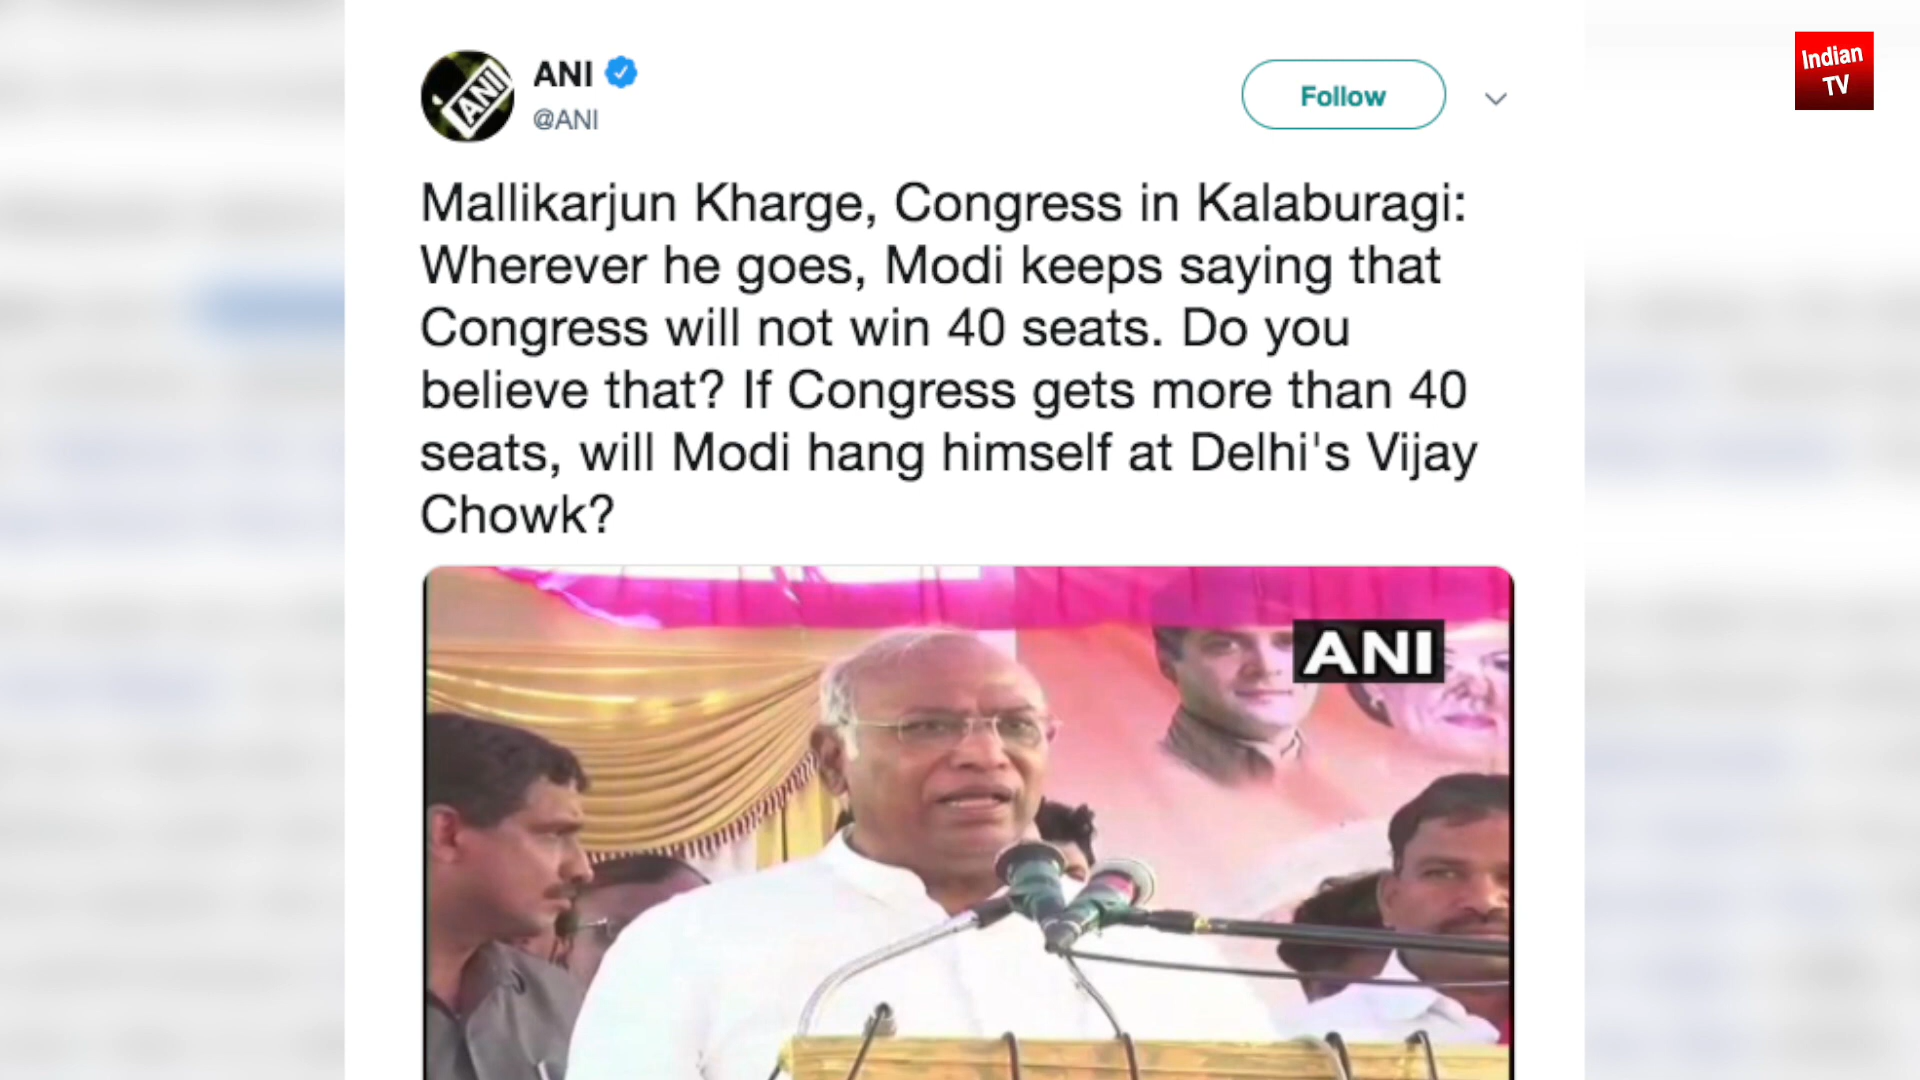 Indian
TV
ANI
ANI
@ANI
Follow
Mallikarjun Kharge, Congress in Kalaburagi:
Wherever he goes, Modi keeps saying that
Congress will not win 40 seats. Do you
believe that? If Congress gets more than 40
seats, will Modi hang himself at Delhi's Vijay
Chowk?
ANI